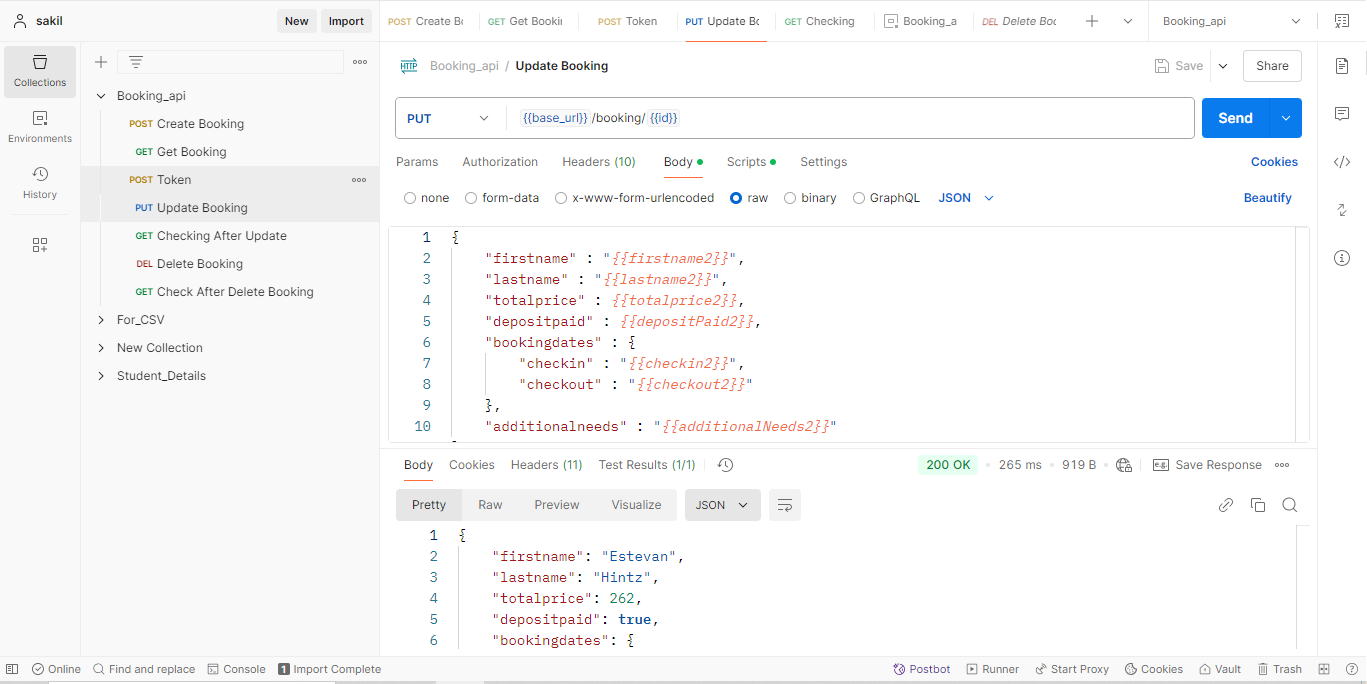 sakil
New Import
POST Create Bo GET Get Bookin POST Token PUT Update Bo GET Checking Booking_a DEL Delete Boo Booking_api
Collections
Environments
History
Booking_api
POST Create Booking
GET Get Booking
POST Token
PUT Update Booking
GET Checking After Update
DEL Delete Booking
GET Check After Delete Booking
For_CSV
New Collection
Student_Details
HTTP Booking_api / Update Booking Save Share
PUT {{base_url}} /booking/ {{id}} Send
Params Authorization Headers (10) Body Scripts Settings Cookies
none form-data x-www-form-urlencoded raw binary GraphQL JSON Beautify
1 {
2 "firstname" : "{{firstname2}}",
3 "lastname" : "{{lastname2}}",
4 "totalprice" : {{totalprice2}},
5 "depositpaid" : {{depositPaid2}},
6 "bookingdates" : {
7 "checkin" : "{{checkin2}}",
8 "checkout" : "{{checkout2}}"
9 },
10 "additionalneeds" : "{{additionalNeeds2}}"
Body Cookies Headers (11) Test Results (1/1) 200 OK 265 ms 919 B e.g. Save Response
Pretty Raw Preview Visualize JSON
1 {
2 "firstname": "Estevan",
3 "lastname": "Hintz",
4 "totalprice": 262,
5 "depositpaid": true,
6 "bookingdates": {
Online Find and replace Console 1 Import Complete Postbot Runner Start Proxy Cookies Vault Trash